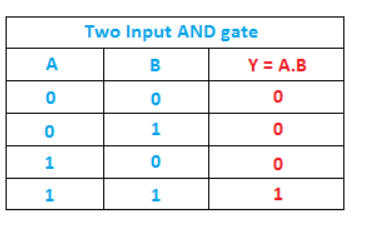 Two Input AND gate
A B Y = A.B
0 0 0
0 1 0
1 0 0
1 1 1